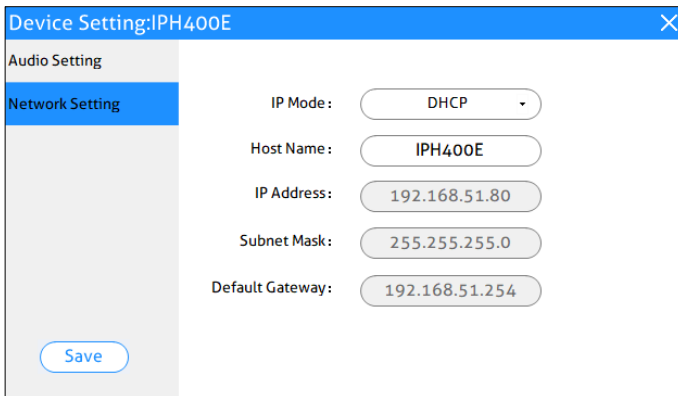 Device Setting:IPH400E
Audio Setting
Network Setting
IP Mode: DHCP
Host Name: IPH400E
IP Address: 192.168.51.80
Subnet Mask: 255.255.255.0
Default Gateway: 192.168.51.254
Save